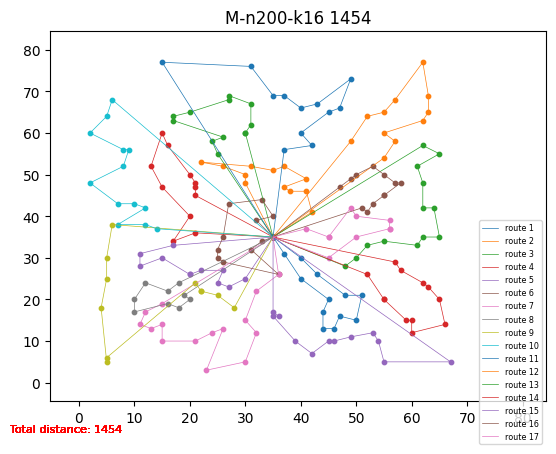 M-n200-k16 1454
80
70
60
50
40
30
20
10
0
0 10 20 30 40 50 60 70 80
route 1
route 2
route 3
route 4
route 5
route 6
route 7
route 8
route 9
route 10
route 11
route 12
route 13
route 14
route 15
route 16
route 17
Total distance: 1454